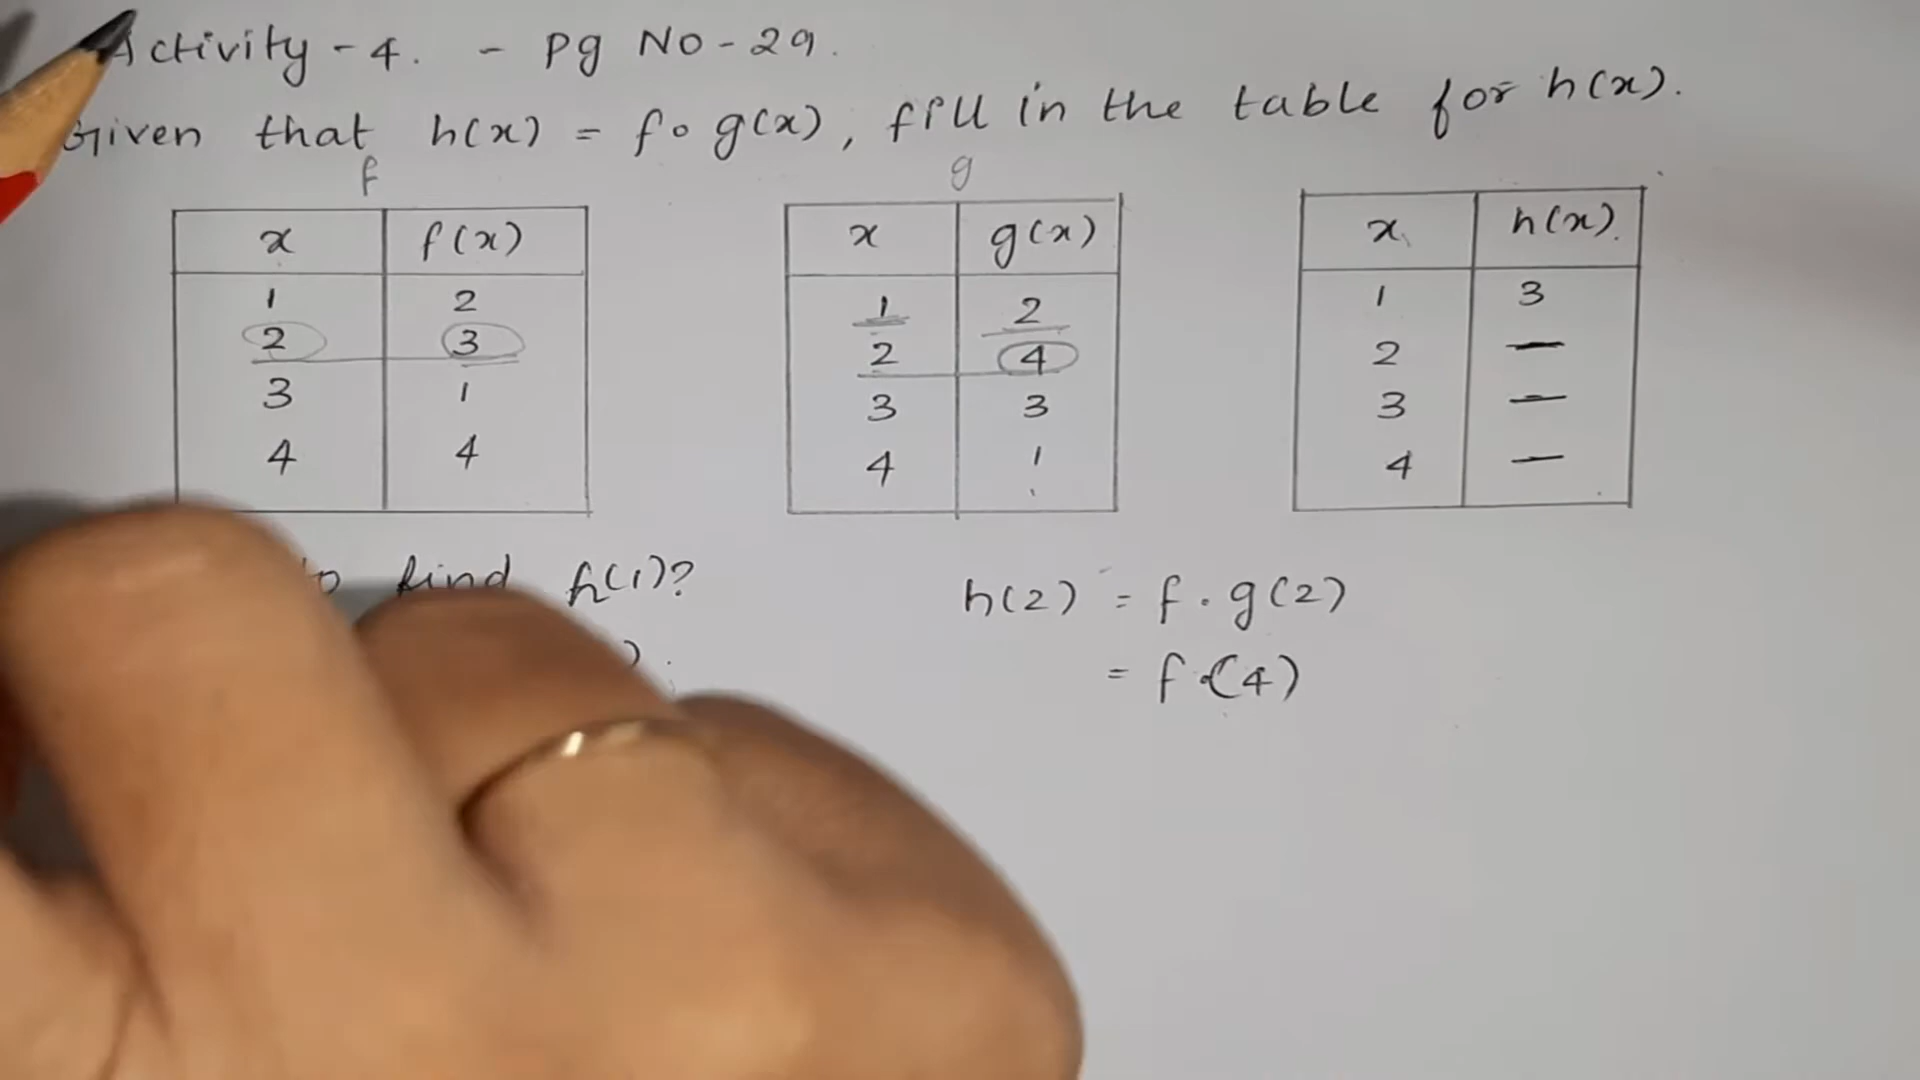 Activity - 4. - Pg No - 29.
Given that h(x) = f∘g(x), fill in the table for h(x).
f g
x f(x) x g(x) x h(x)
1 2 1 2 1 3
2 3 2 4 2 —
3 1 3 3 3 —
4 4 4 1 4 —
find h(1)? h(2) = f . g(2)
= f .(4)